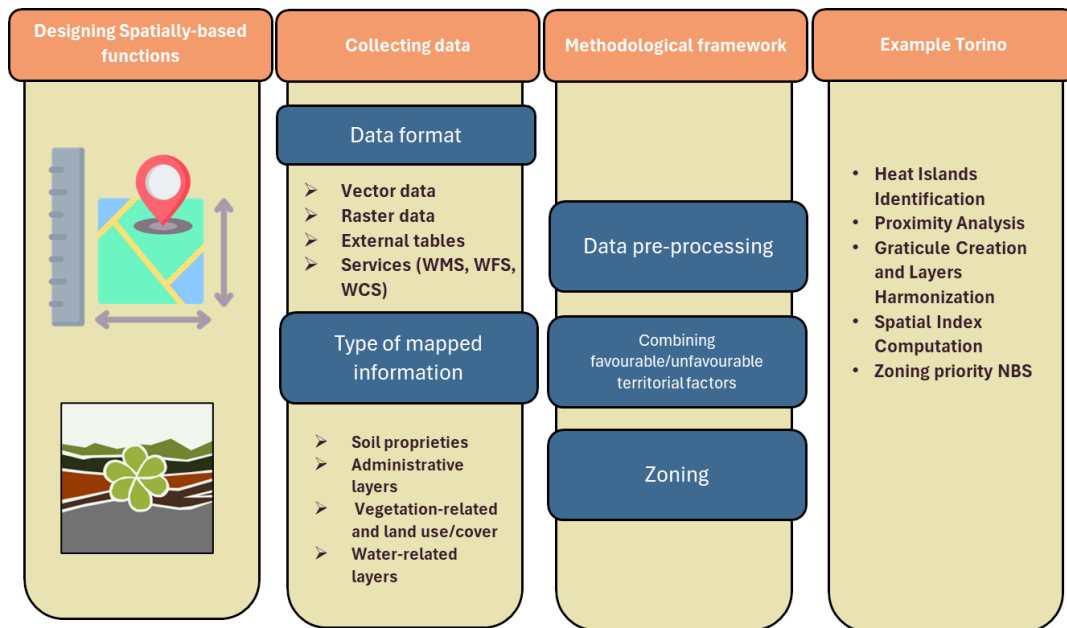 Designing Spatially-based
functions
Collecting data
Data format
➢ Vector data
➢ Raster data
➢ External tables
➢ Services (WMS, WFS,
WCS)
Type of mapped
information
➢ Soil proprieties
➢ Administrative
layers
➢ Vegetation-related
and land use/cover
➢ Water-related
layers
Methodological framework
Data pre-processing
Combining
favourable/unfavourable
territorial factors
Zoning
Example Torino
• Heat Islands
Identification
• Proximity Analysis
• Graticule Creation
and Layers
Harmonization
• Spatial Index
Computation
• Zoning priority NBS